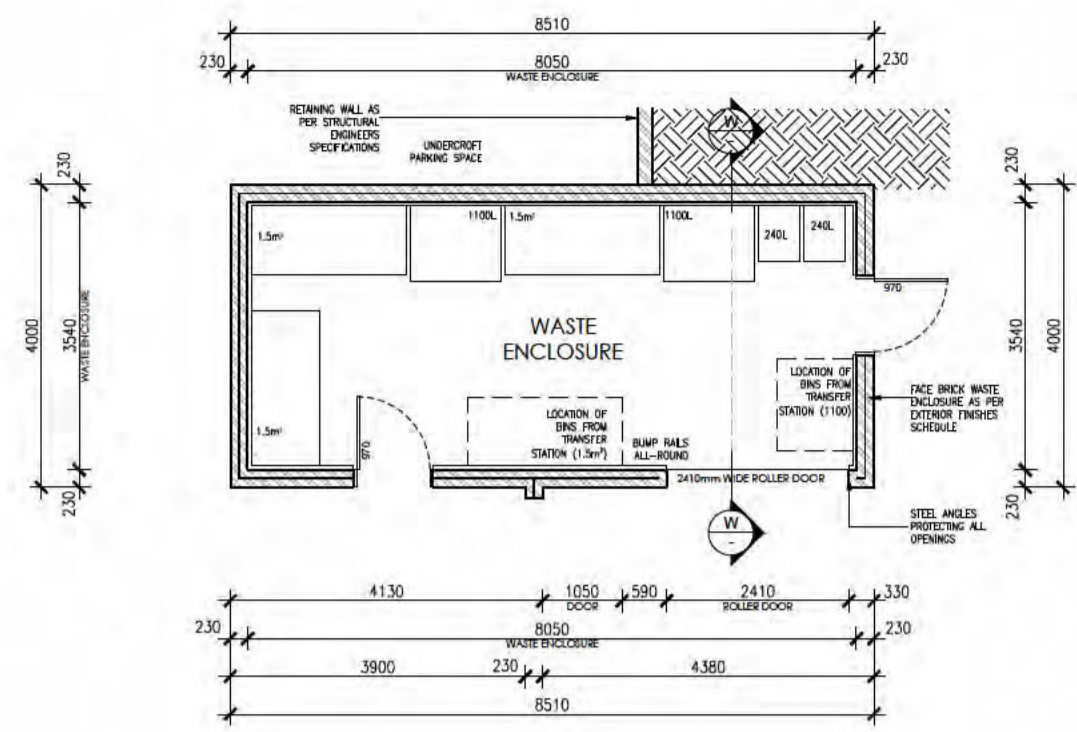 8510
230
8050
230
WASTE ENCLOSURE
RETAINING WALL AS
PER STRUCTURAL
ENGINEERS
SPECIFICATIONS
UNDERCROFT
PARKING SPACE
W
-
230
230
4000
3540
WASTE ENCLOSURE
230
3540
4000
230
1.5m³
1100L
1.5m³
1100L
240L
240L
970
WASTE
ENCLOSURE
1.5m³
970
LOCATION OF
BINS FROM
TRANSFER
STATION (1.5m³)
BUMP RAILS
ALL-ROUND
LOCATION OF
BINS FROM
TRANSFER
STATION (1100)
2410mm WIDE ROLLER DOOR
FACE BRICK WASTE
ENCLOSURE AS PER
EXTERIOR FINISHES
SCHEDULE
STEEL ANGLES
PROTECTING ALL
OPENINGS
W
-
4130
1050
590
2410
330
DOOR
ROLLER DOOR
230
8050
230
WASTE ENCLOSURE
3900
230
4380
8510